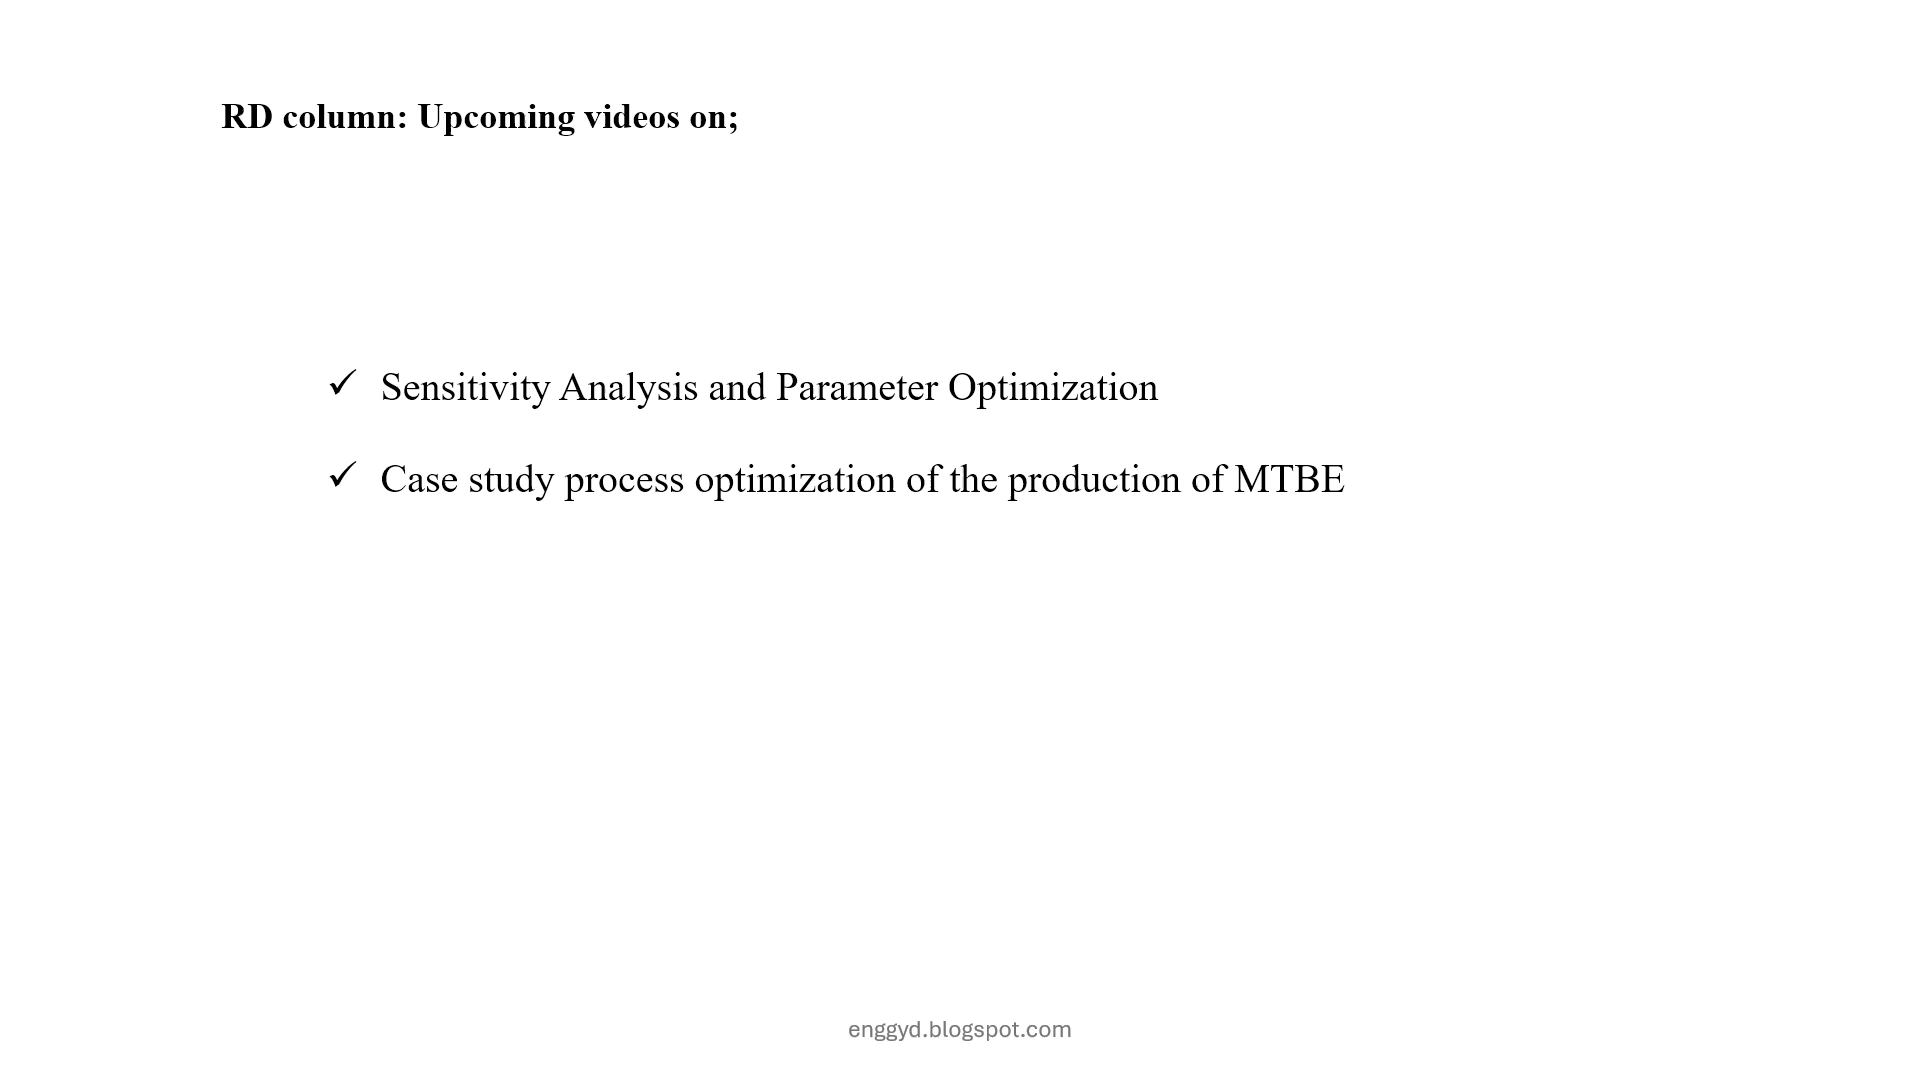 RD column: Upcoming videos on;
✓ Sensitivity Analysis and Parameter Optimization
✓ Case study process optimization of the production of MTBE
enggyd.blogspot.com